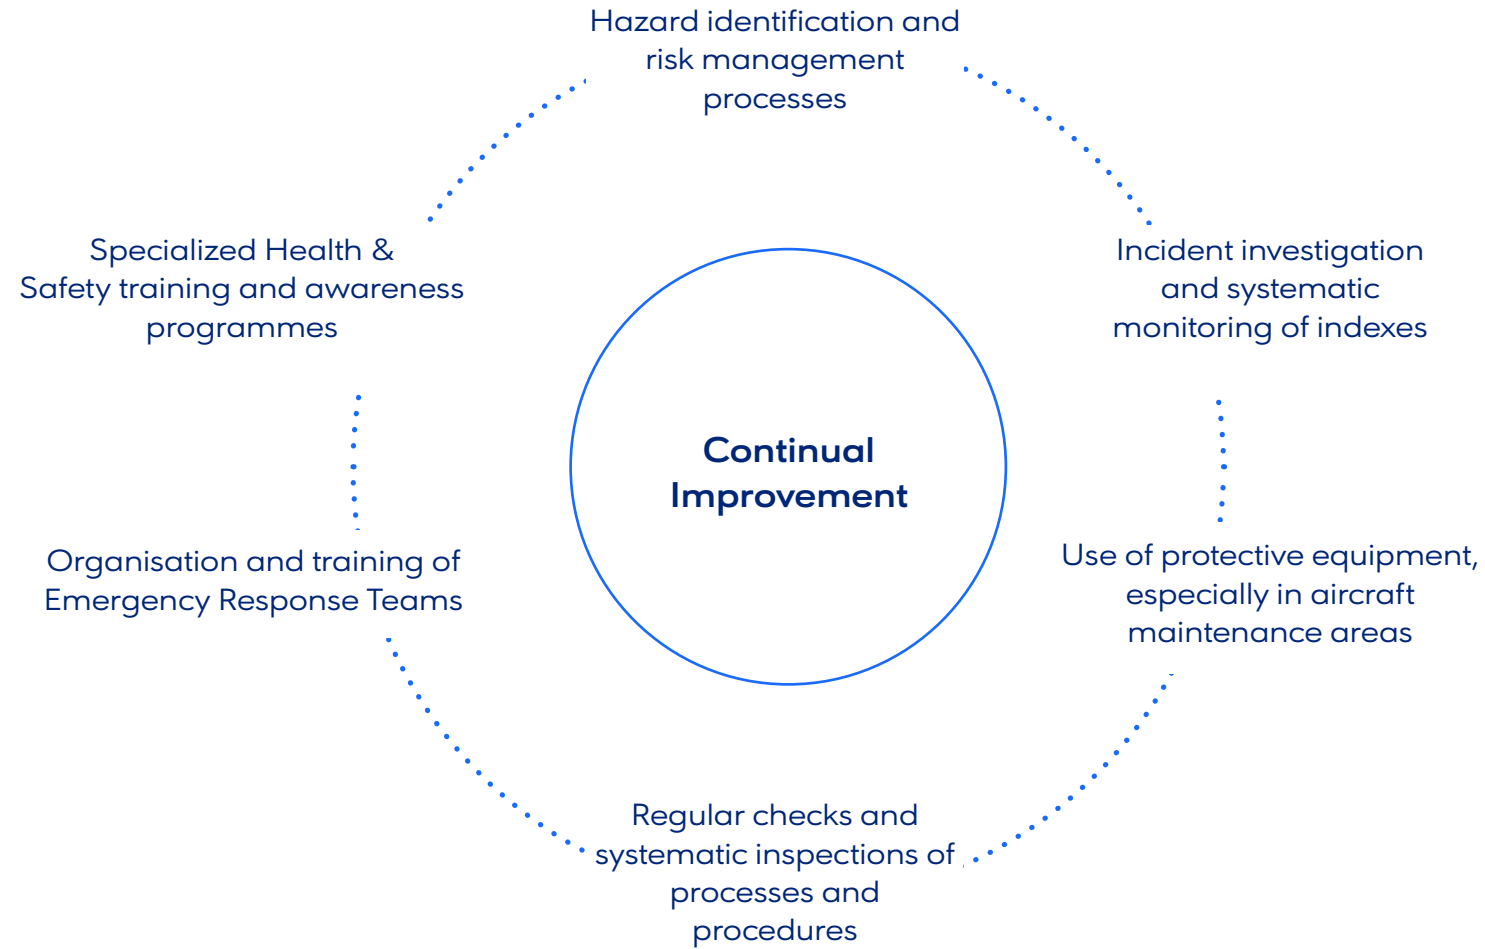 Hazard identification and
risk management
processes
Specialized Health &
Safety training and awareness
programmes
Incident investigation
and systematic
monitoring of indexes
Continual
Improvement
Organisation and training of
Emergency Response Teams
Use of protective equipment,
especially in aircraft
maintenance areas
Regular checks and
systematic inspections of
processes and
procedures